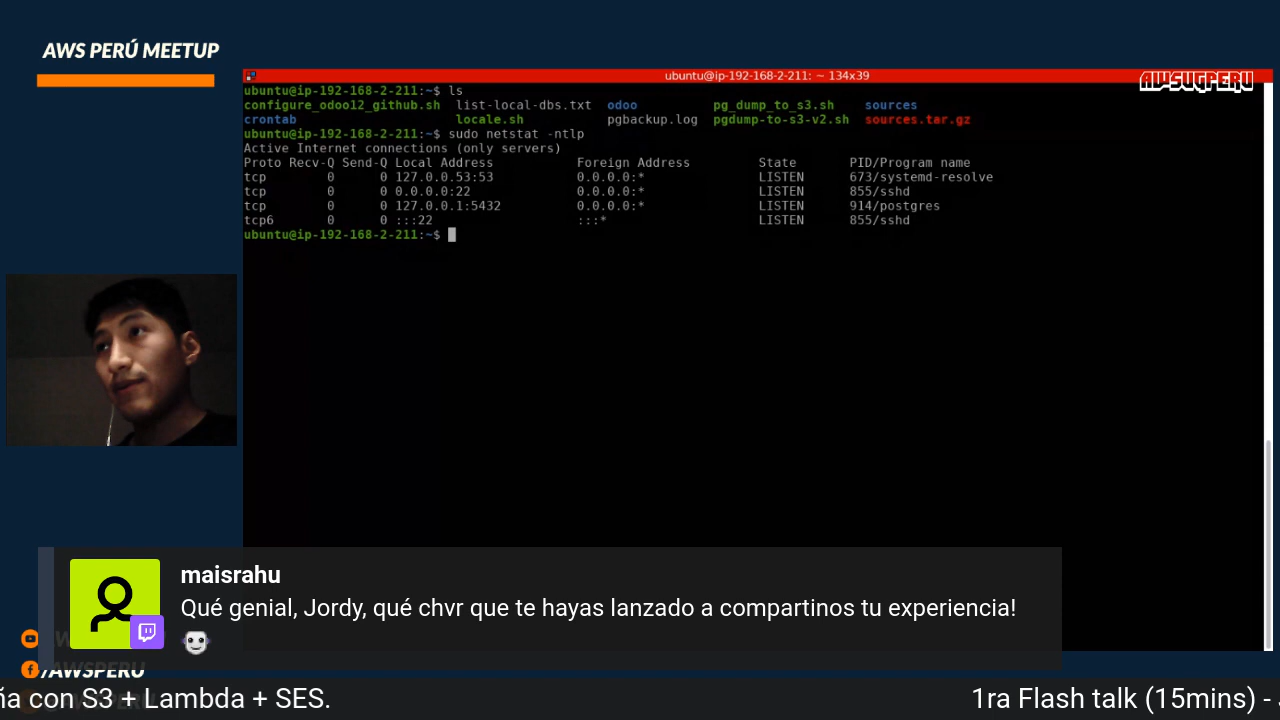 AWS PERÚ MEETUP
ubuntu@ip-192-168-2-211: ~ 134x39
AWSUGPERU
ubuntu@ip-192-168-2-211:~$ ls
configure_odoo12_github.sh list-local-dbs.txt odoo pg_dump_to_s3.sh sources
crontab locale.sh pgbackup.log pgdump-to-s3-v2.sh sources.tar.gz
ubuntu@ip-192-168-2-211:~$ sudo netstat -ntlp
Active Internet connections (only servers)
Proto Recv-Q Send-Q Local Address Foreign Address State PID/Program name
tcp 0 0 127.0.0.53:53 0.0.0.0:* LISTEN 673/systemd-resolve
tcp 0 0 0.0.0.0:22 0.0.0.0:* LISTEN 855/sshd
tcp 0 0 127.0.0.1:5432 0.0.0.0:* LISTEN 914/postgres
tcp6 0 0 :::22 :::* LISTEN 855/sshd
ubuntu@ip-192-168-2-211:~$
maisrahu
Qué genial, Jordy, qué chvr que te hayas lanzado a compartinos tu experiencia!
/AWSPERU
ña con S3 + Lambda + SES. 1ra Flash talk (15mins) -